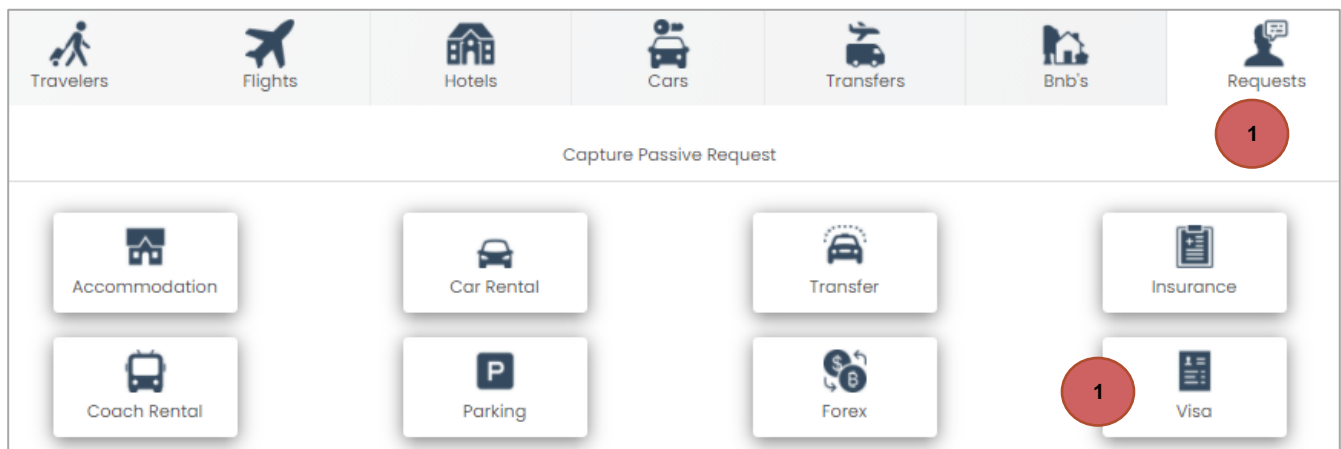 Travelers Flights Hotels Cars Transfers Bnb's Requests
1
Capture Passive Request
Accommodation Car Rental Transfer Insurance
Coach Rental P Parking $ B Forex 1 Visa